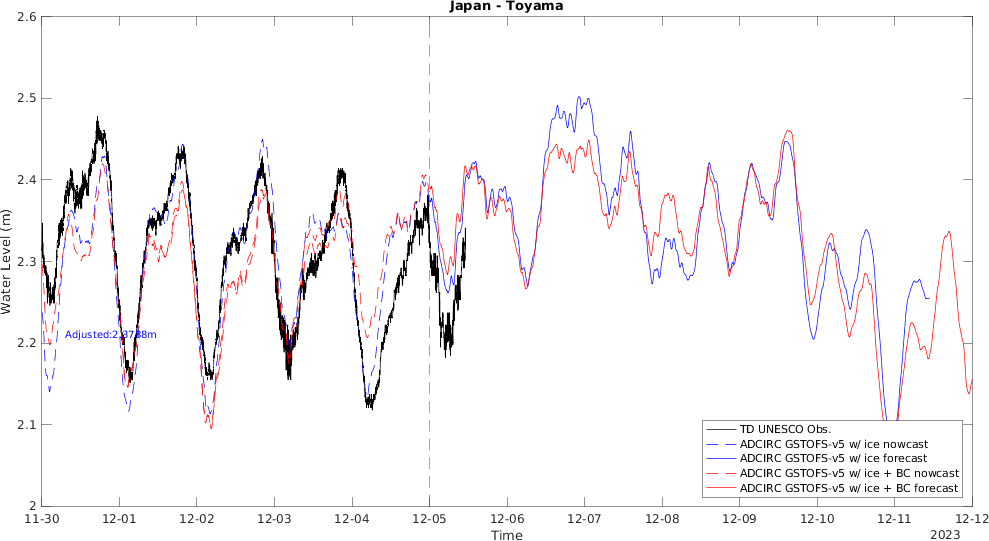 Japan - Toyama
Water Level (m)
2.6
2.5
2.4
2.3
2.2
2.1
2
Adjusted:2.3788m
TD UNESCO Obs.
ADCIRC GSTOFS-v5 w/ ice nowcast
ADCIRC GSTOFS-v5 w/ ice forecast
ADCIRC GSTOFS-v5 w/ ice + BC nowcast
ADCIRC GSTOFS-v5 w/ ice + BC forecast
11-30 12-01 12-02 12-03 12-04 12-05 12-06 12-07 12-08 12-09 12-10 12-11 12-12
Time
2023